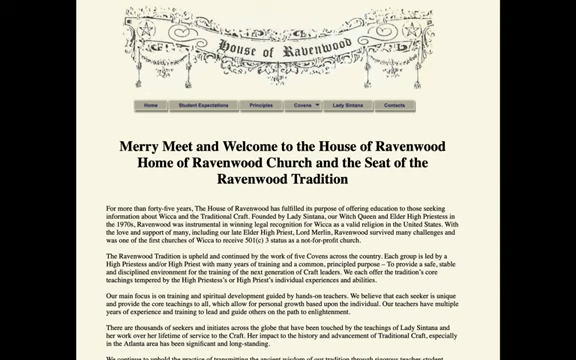 House of Ravenwood
Home
Student Expectations
Principles
Covens
Lady Sintana
Contacts
Merry Meet and Welcome to the House of Ravenwood
Home of Ravenwood Church and the Seat of the
Ravenwood Tradition
For more than forty-five years, The House of Ravenwood has fulfilled its purpose of offering education to those seeking
information about Wicca and the Traditional Craft. Founded by Lady Sintana, our Witch Queen and Elder High Priestess in
the 1970s, Ravenwood was instrumental in winning legal recognition for Wicca as a valid religion in the United States. With
the love and support of many, including our late Elder High Priest, Lord Merlin, Ravenwood survived many challenges and
was one of the first churches of Wicca to receive 501(c) 3 status as a not-for-profit church.
The Ravenwood Tradition is upheld and continued by the work of five Covens across the country. Each group is led by a
High Priestess and/or High Priest with many years of training and a common, principled purpose – To provide a safe, stable
and disciplined environment for the training of the next generation of Craft leaders. We each offer the tradition's core
teachings tempered by the High Priestess's or High Priest's individual experiences and abilities.
Our main focus is on training and spiritual development guided by hands-on teachers. We believe that each seeker is unique
and provide the core teachings to all, which allow for personal growth based upon the individual. Our teachers have multiple
years of experience and training to lead and guide others on the path to enlightenment.
There are thousands of seekers and initiates across the globe that have been touched by the teachings of Lady Sintana and
her work over her lifetime of service to the Craft. Her impact to the history and advancement of Traditional Craft, especially
in the Atlanta area has been significant and long-standing.